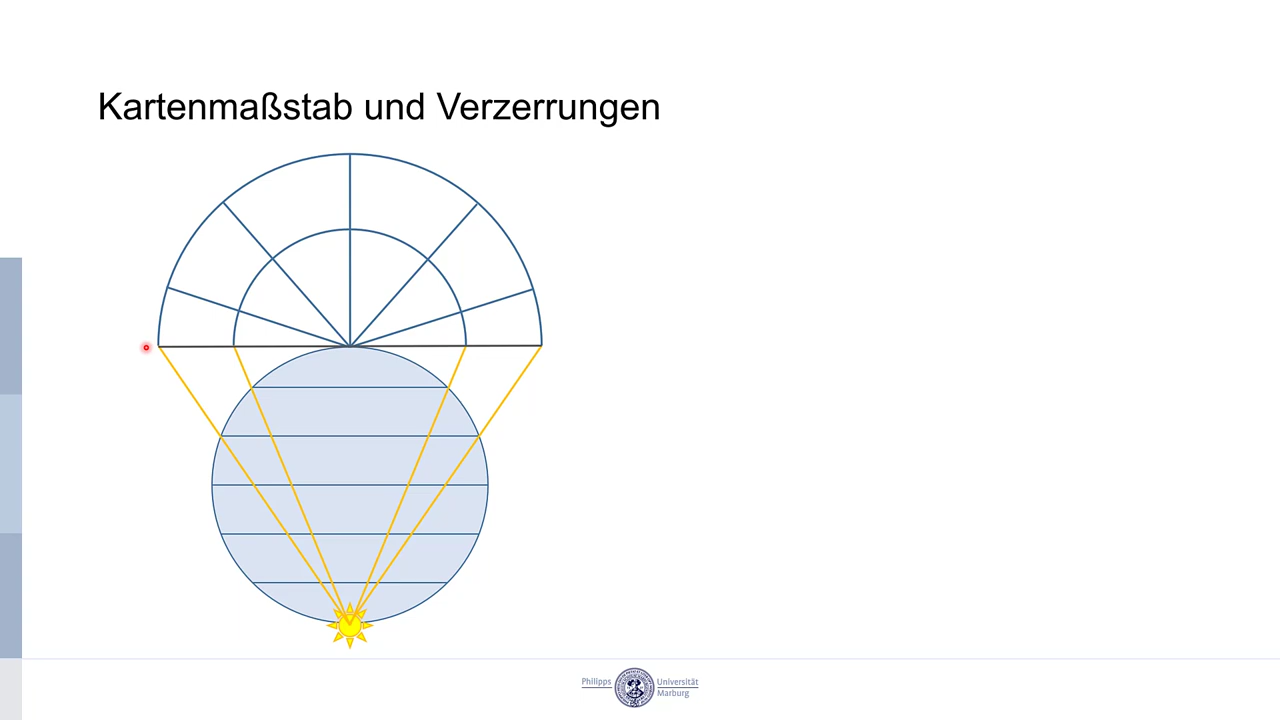 Kartenmaßstab und Verzerrungen
Philipps Universität
Marburg